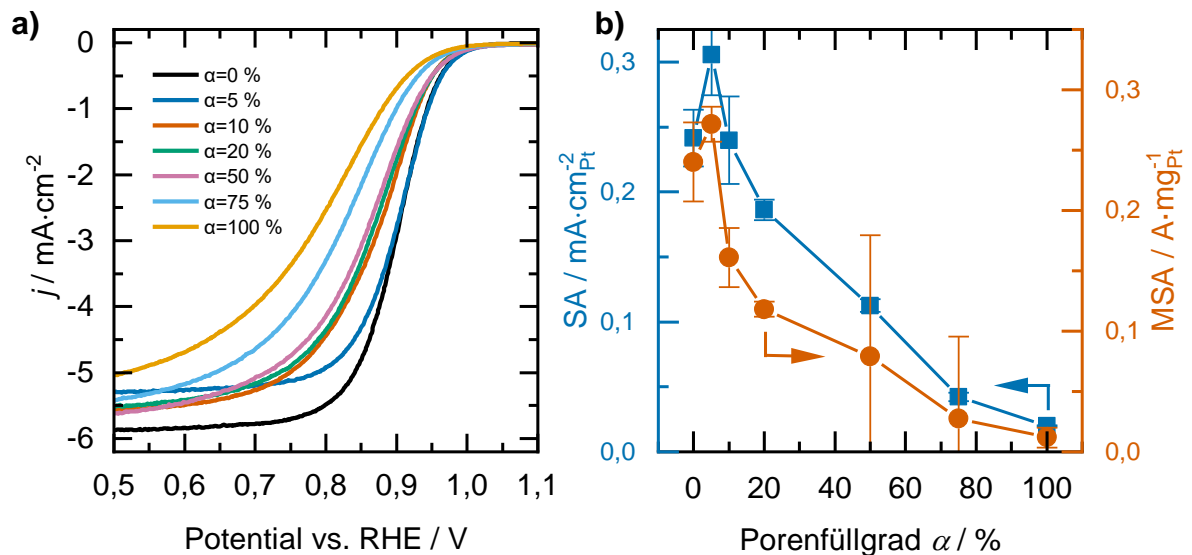 a)
0
-1
-2
-3
-4
-5
-6
j / mA·cm-2
α=0 %
α=5 %
α=10 %
α=20 %
α=50 %
α=75 %
α=100 %
0,5 0,6 0,7 0,8 0,9 1,0 1,1
Potential vs. RHE / V
b)
0,3
0,2
0,1
0,0
SA / mA·cm-2Pt
0,3
0,2
0,1
0,0
MSA / A·mg-1Pt
0 20 40 60 80 100
Porenfüllgrad α / %